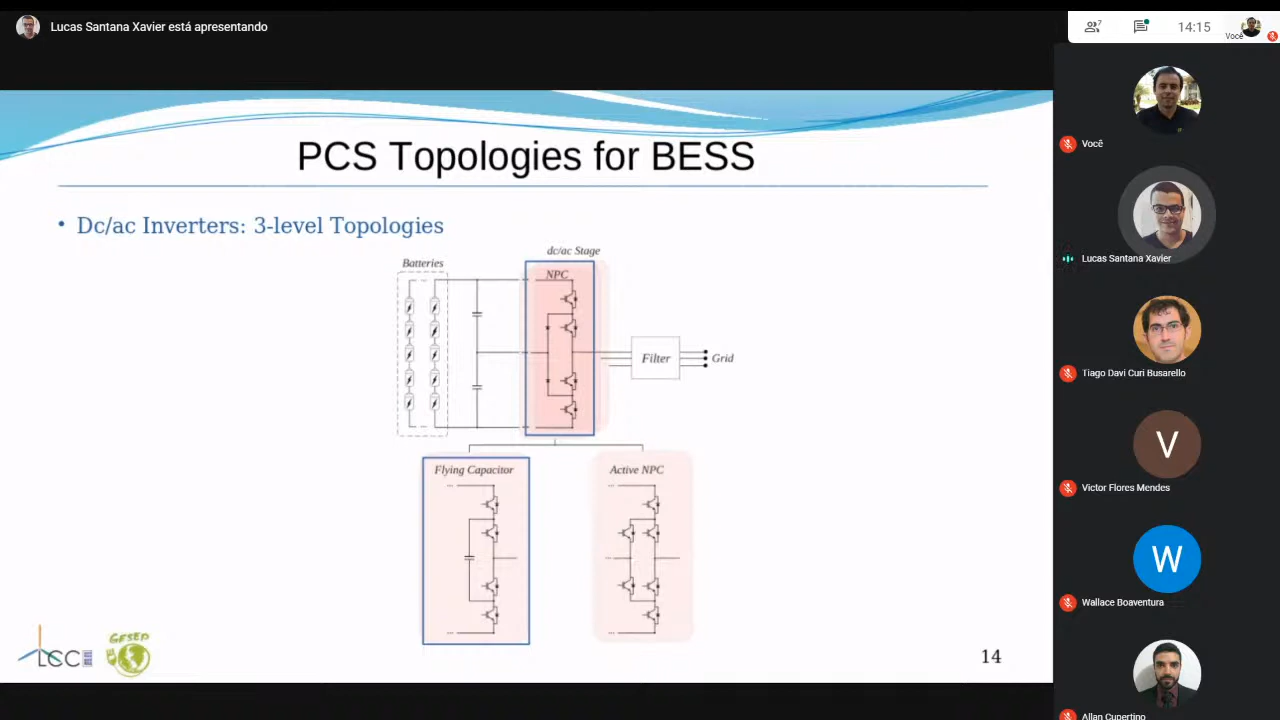 Lucas Santana Xavier está apresentando
7
14:15
Você
PCS Topologies for BESS
• Dc/ac Inverters: 3-level Topologies
dc/ac Stage
Batteries
NPC
Filter
Grid
Flying Capacitor
Active NPC
LCCE
GESEP
14
Você
Lucas Santana Xavier
Tiago Davi Curi Busarello
V
Victor Flores Mendes
W
Wallace Boaventura
Allan Cupertino